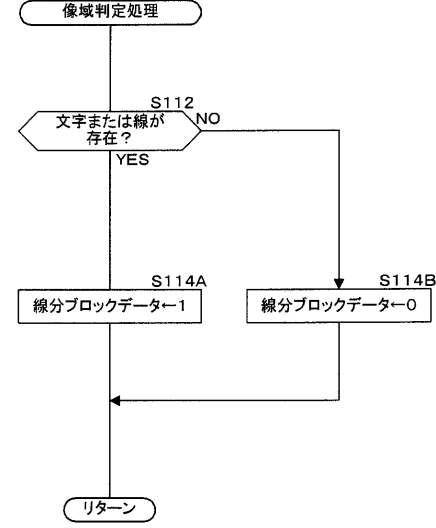 像域判定処理
S112
文字または線が
存在?
NO
YES
S114A
線分ブロックデータ←1
S114B
線分ブロックデータ←0
リターン